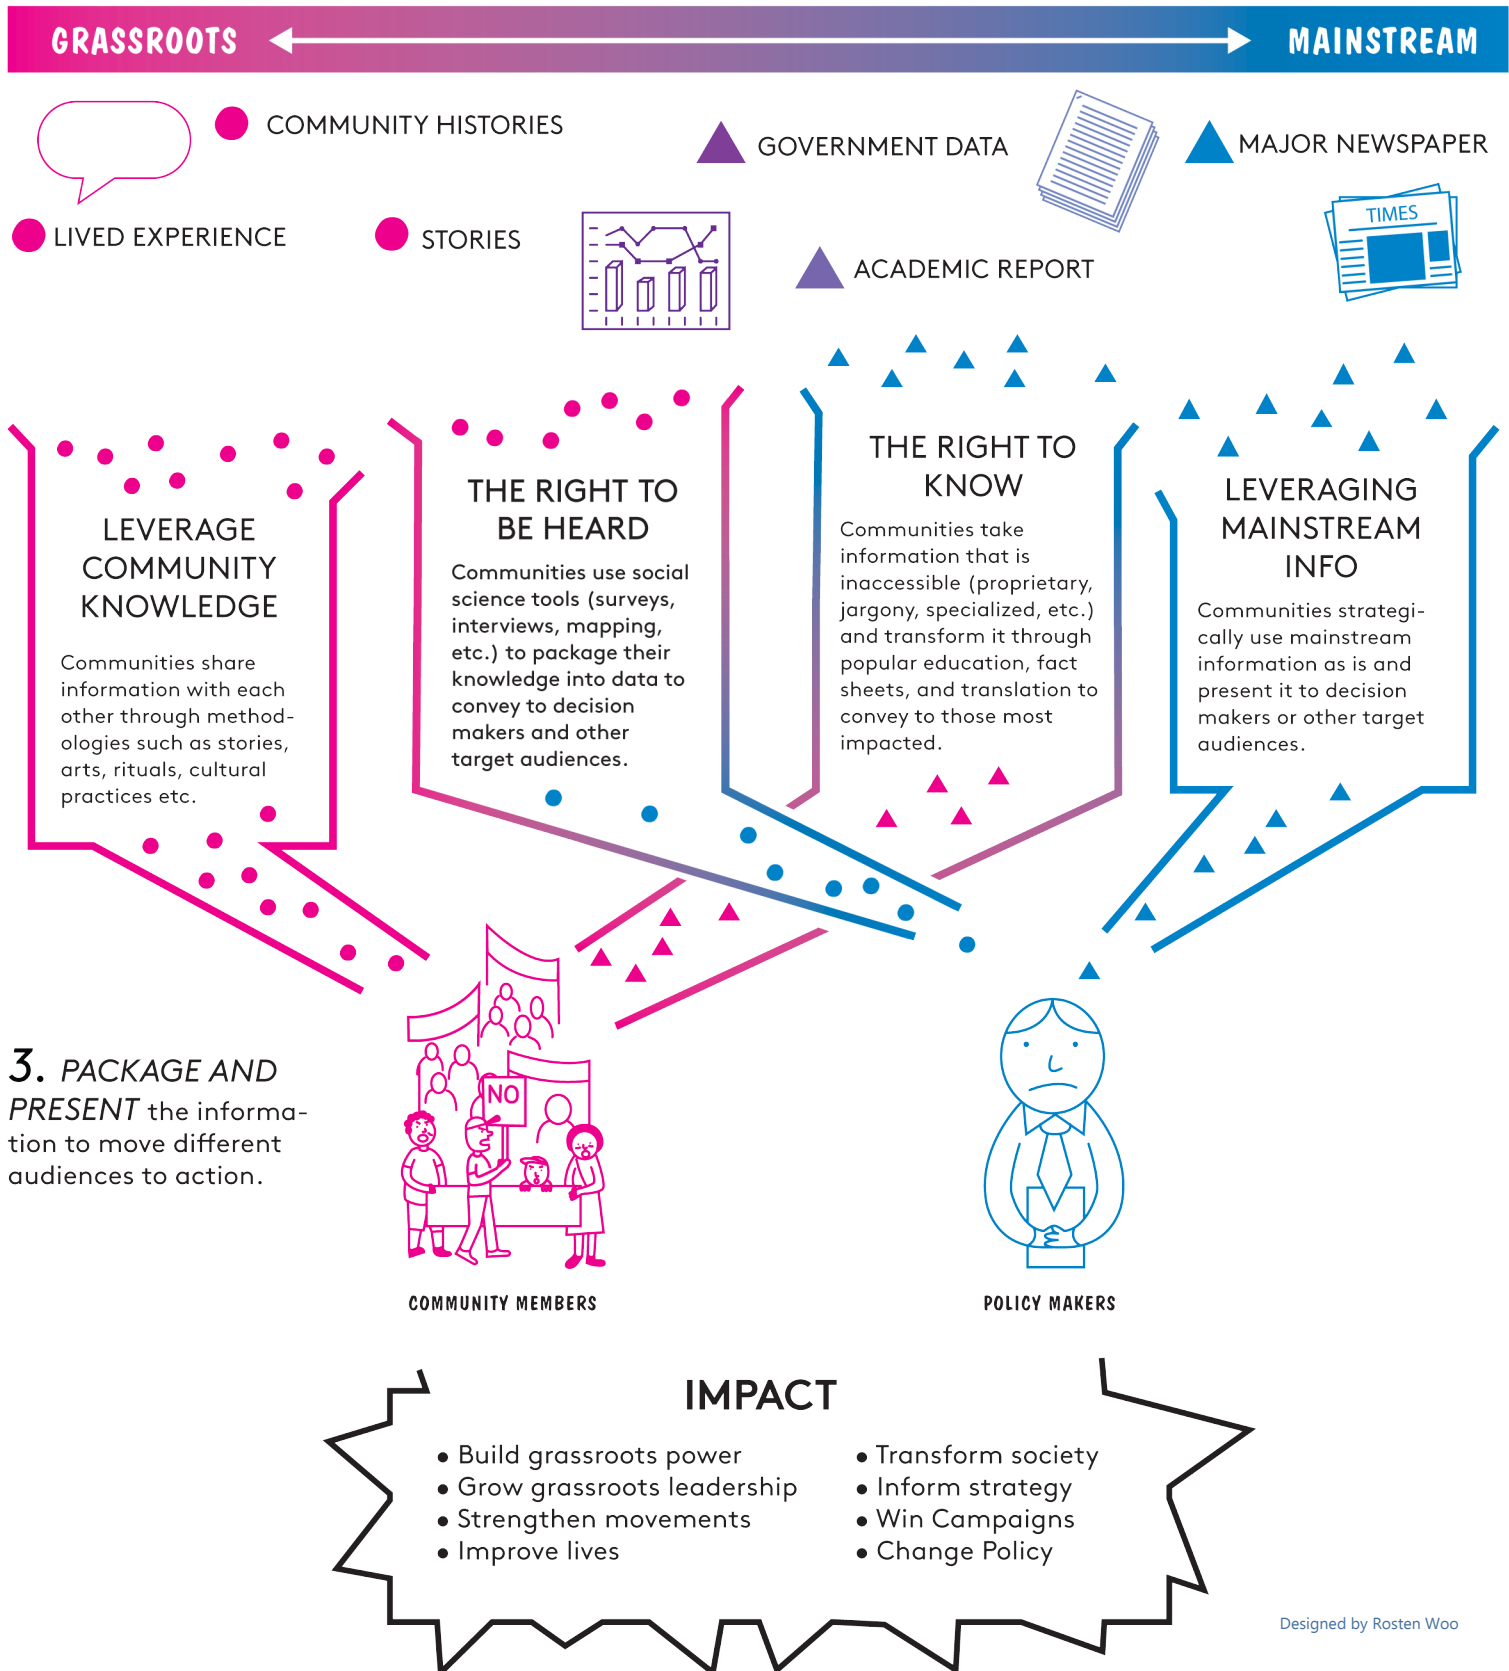 GRASSROOTS
MAINSTREAM
COMMUNITY HISTORIES
GOVERNMENT DATA
MAJOR NEWSPAPER
LIVED EXPERIENCE
STORIES
TIMES
ACADEMIC REPORT
LEVERAGE
COMMUNITY
KNOWLEDGE
Communities share
information with each
other through method-
ologies such as stories,
arts, rituals, cultural
practices etc.
THE RIGHT TO
BE HEARD
Communities use social
science tools (surveys,
interviews, mapping,
etc.) to package their
knowledge into data to
convey to decision
makers and other
target audiences.
THE RIGHT TO
KNOW
Communities take
information that is
inaccessible (proprietary,
jargony, specialized, etc.)
and transform it through
popular education, fact
sheets, and translation to
convey to those most
impacted.
LEVERAGING
MAINSTREAM
INFO
Communities strategi-
cally use mainstream
information as is and
present it to decision
makers or other target
audiences.
3. PACKAGE AND
PRESENT the informa-
tion to move different
audiences to action.
NO
COMMUNITY MEMBERS
POLICY MAKERS
IMPACT
• Build grassroots power
• Grow grassroots leadership
• Strengthen movements
• Improve lives
• Transform society
• Inform strategy
• Win Campaigns
• Change Policy
Designed by Rosten Woo